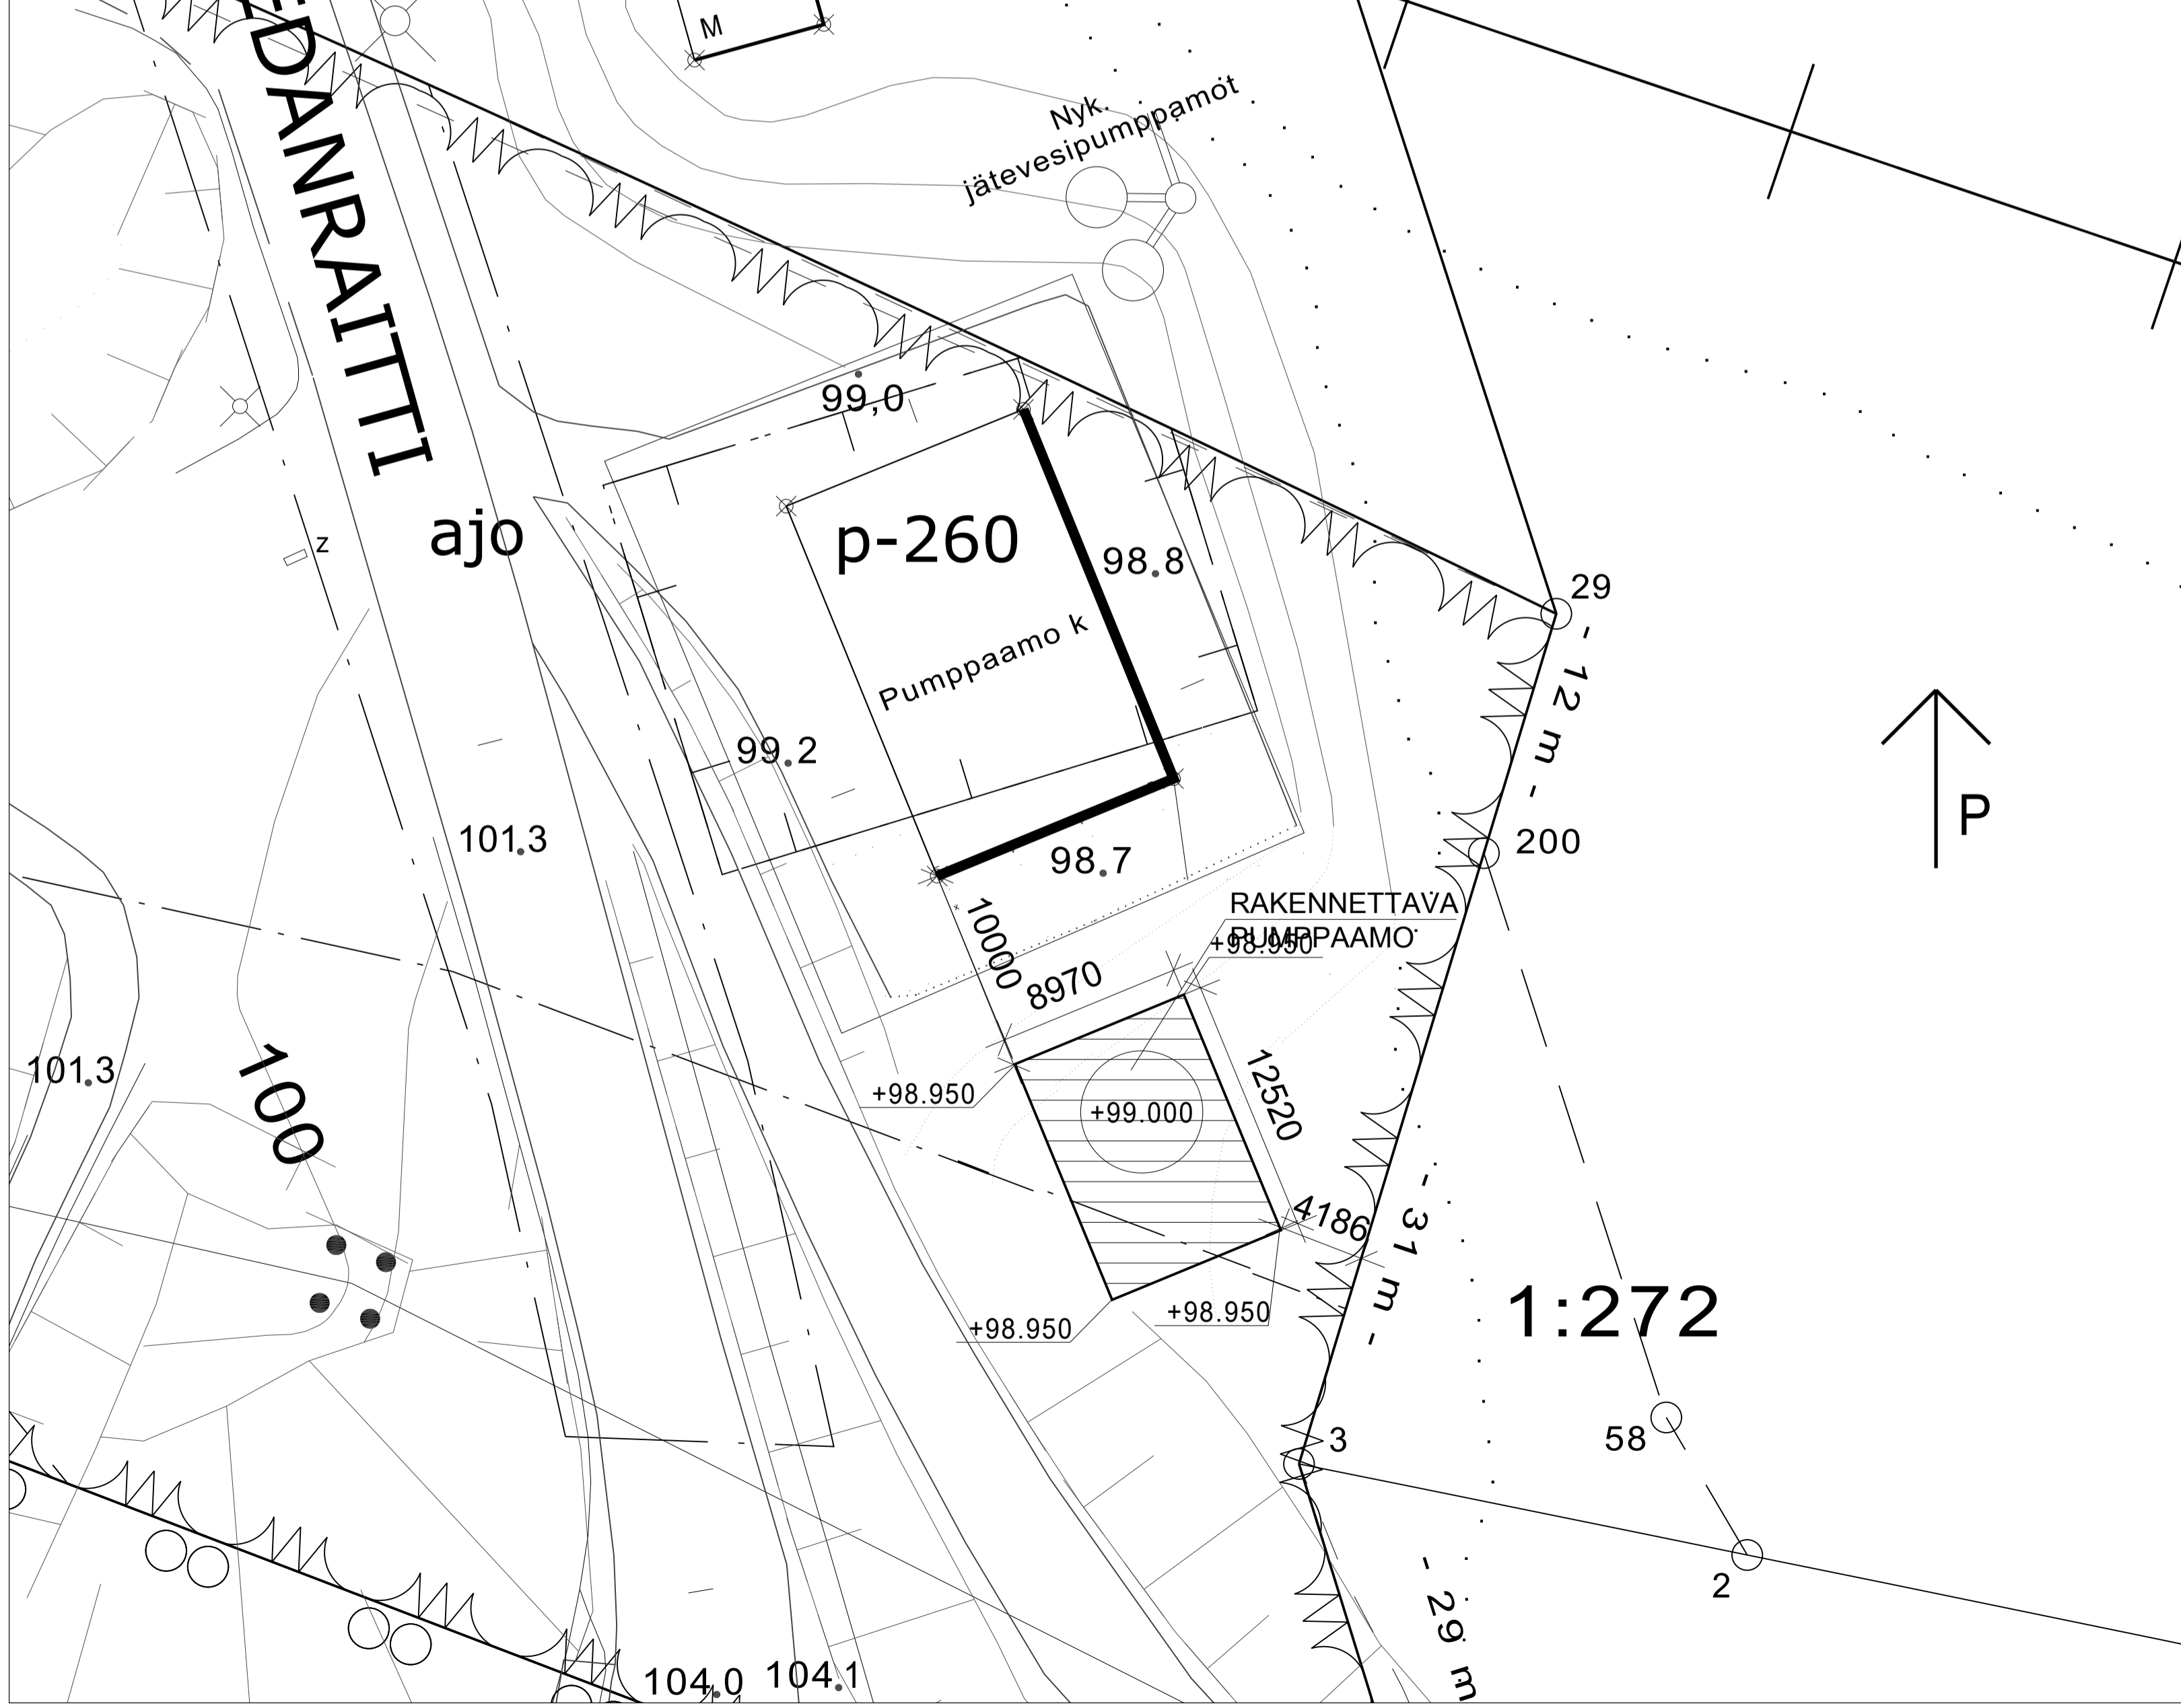 M
Nyk.
jätevesipumppamot
EDANRAITTI
99,0
ajo
z
p-260
98.8
29
- 12 m -
Pumppaamo k
99.2
P
101.3
200
98.7
RAKENNETTAVA
PUMPPAAMO
+98.950
10000
8970
101.3
100
+98.950
12520
+99.000
4186
- 31 m -
1:272
+98.950
+98.950
3
58
2
- 29 m
104.0
104.1